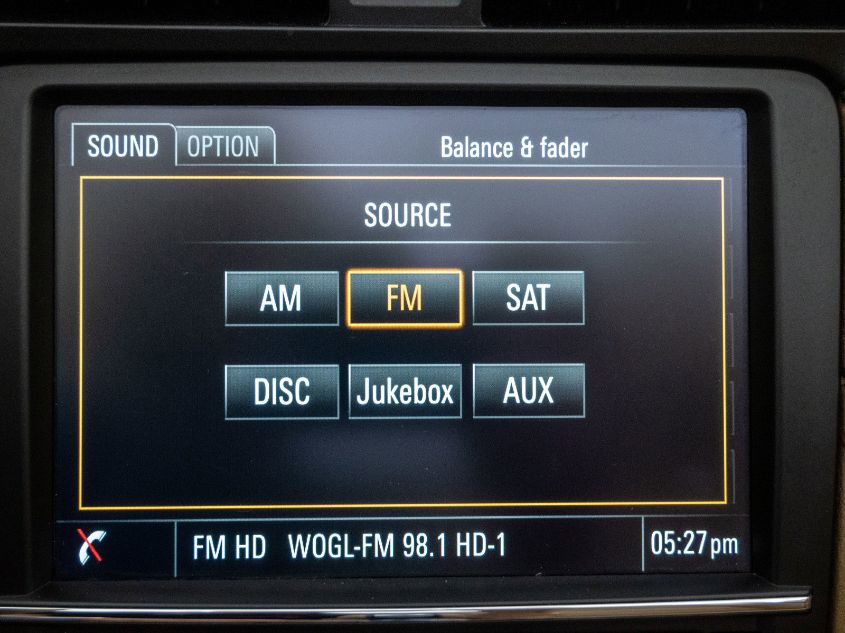 SOUND OPTION Balance & fader
SOURCE
AM FM SAT
DISC Jukebox AUX
FM HD WOGL-FM 98.1 HD-1 05:27pm